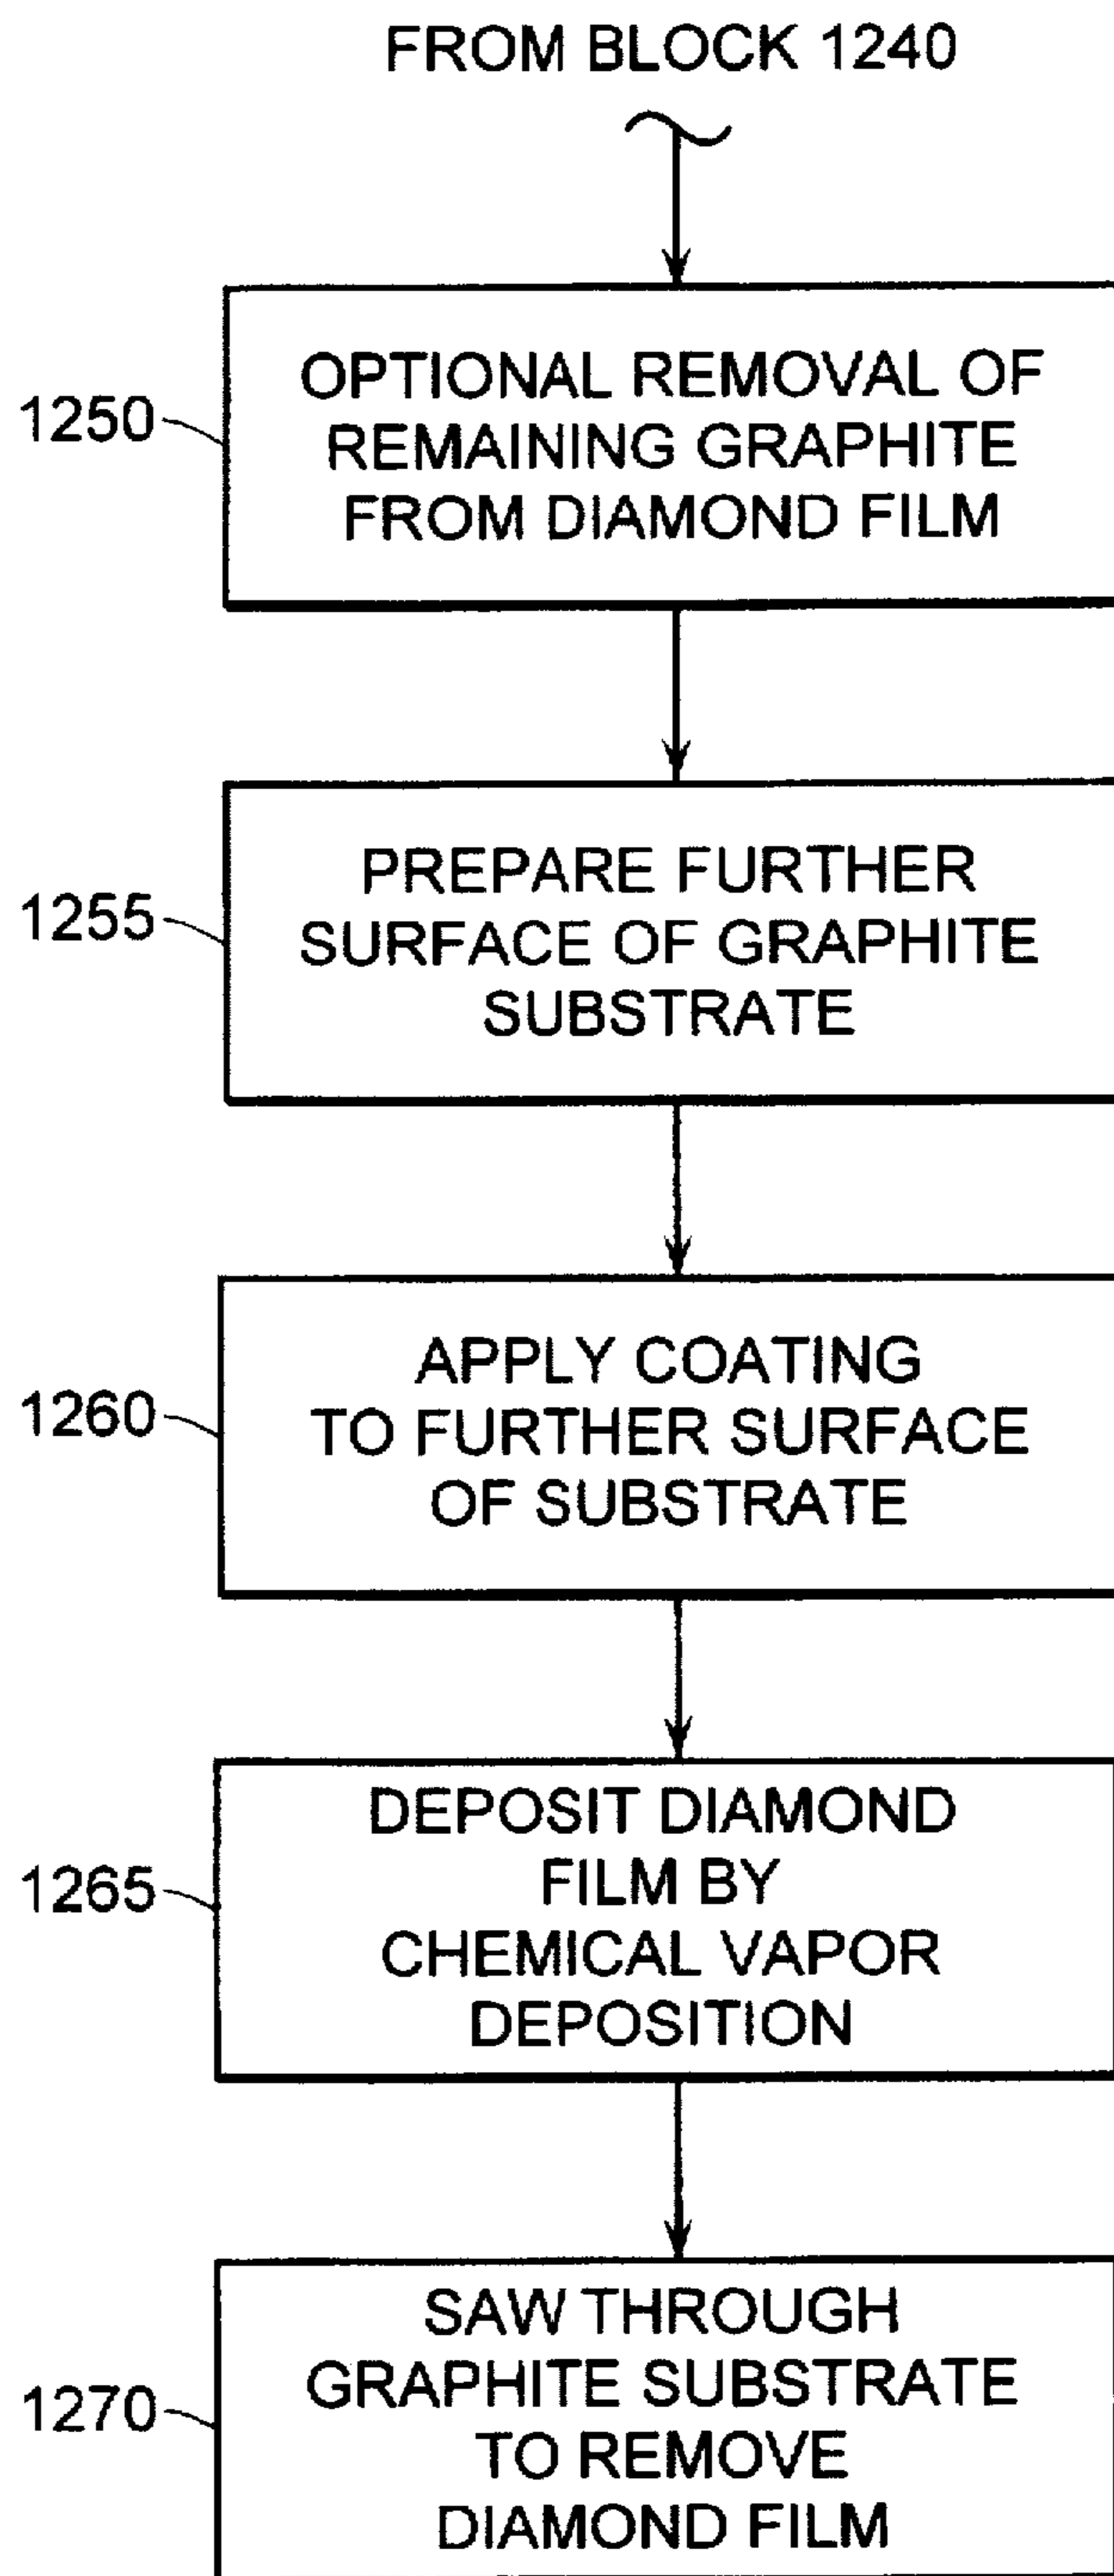 FROM BLOCK 1240
1250
OPTIONAL REMOVAL OF
REMAINING GRAPHITE
FROM DIAMOND FILM
1255
PREPARE FURTHER
SURFACE OF GRAPHITE
SUBSTRATE
1260
APPLY COATING
TO FURTHER SURFACE
OF SUBSTRATE
1265
DEPOSIT DIAMOND
FILM BY
CHEMICAL VAPOR
DEPOSITION
1270
SAW THROUGH
GRAPHITE SUBSTRATE
TO REMOVE
DIAMOND FILM